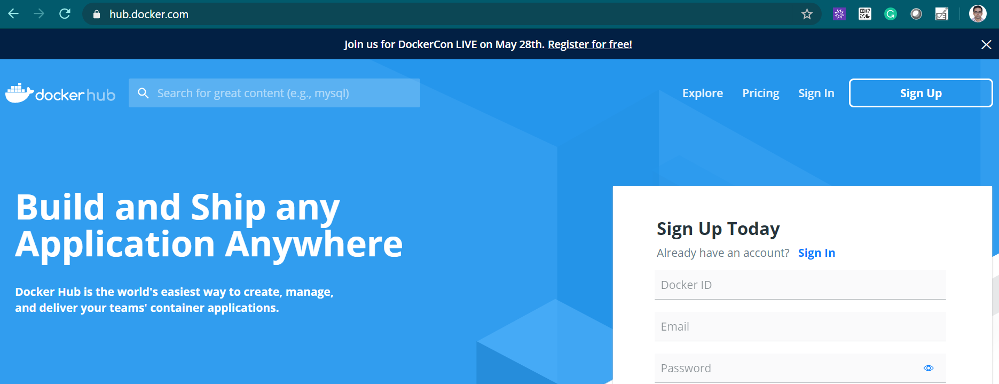 hub.docker.com
Join us for DockerCon LIVE on May 28th. Register for free!
docker hub
Search for great content (e.g., mysql)
Explore
Pricing
Sign In
Sign Up
Build and Ship any
Application Anywhere
Docker Hub is the world's easiest way to create, manage,
and deliver your teams' container applications.
Sign Up Today
Already have an account? Sign In
Docker ID
Email
Password